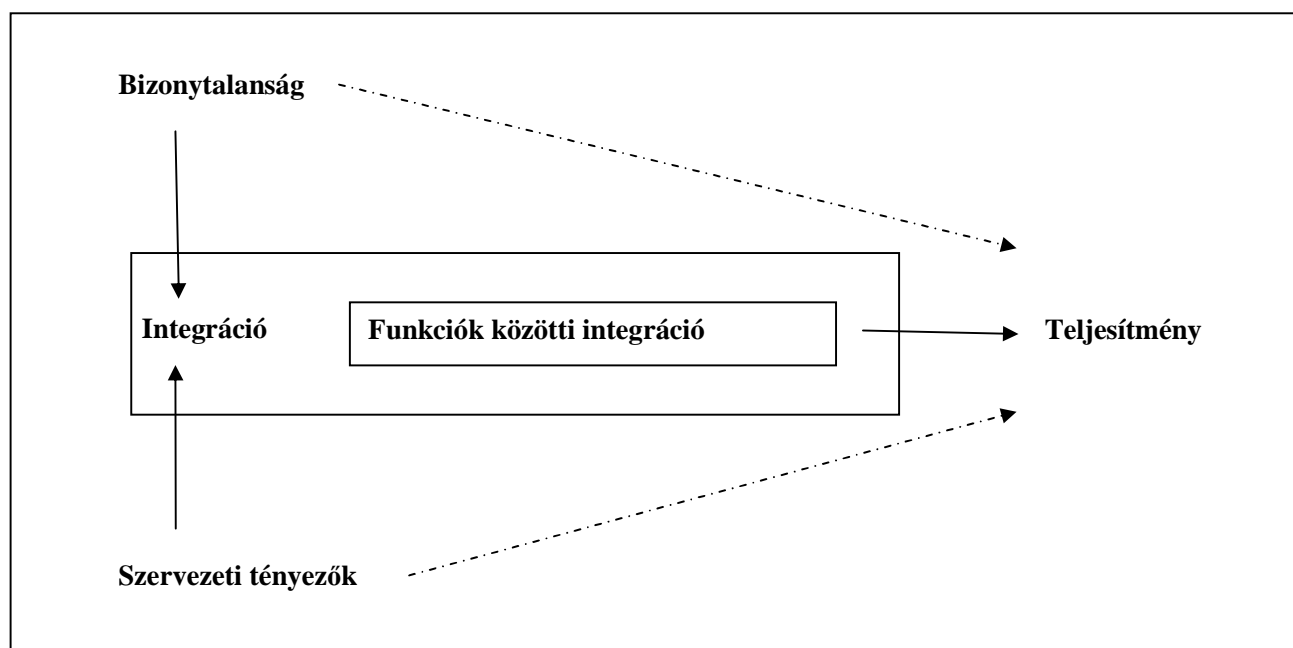 Bizonytalanság
Integráció
Funkciók közötti integráció
Teljesítmény
Szervezeti tényezők